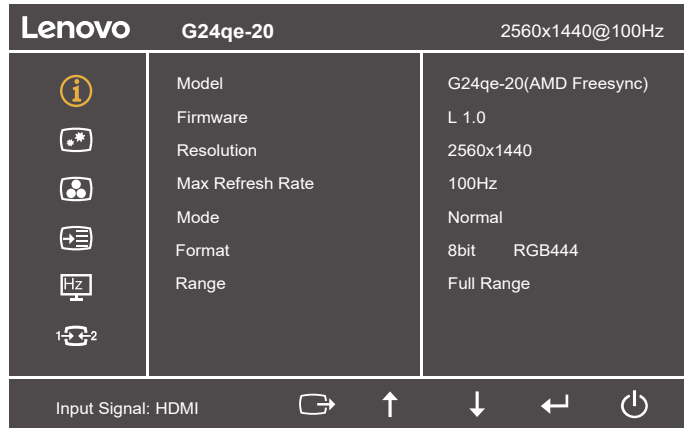 Lenovo G24qe-20 2560x1440@100Hz
Model G24qe-20(AMD Freesync)
Firmware L 1.0
Resolution 2560x1440
Max Refresh Rate 100Hz
Mode Normal
Format 8bit RGB444
Range Full Range
Hz
1 2
Input Signal: HDMI